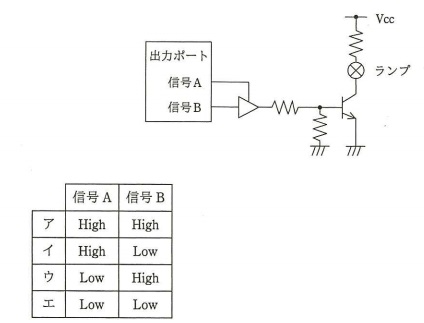 Vcc
出力ポート
ランプ
信号A
信号B
信号A 信号B
ア High High
イ High Low
ウ Low High
エ Low Low